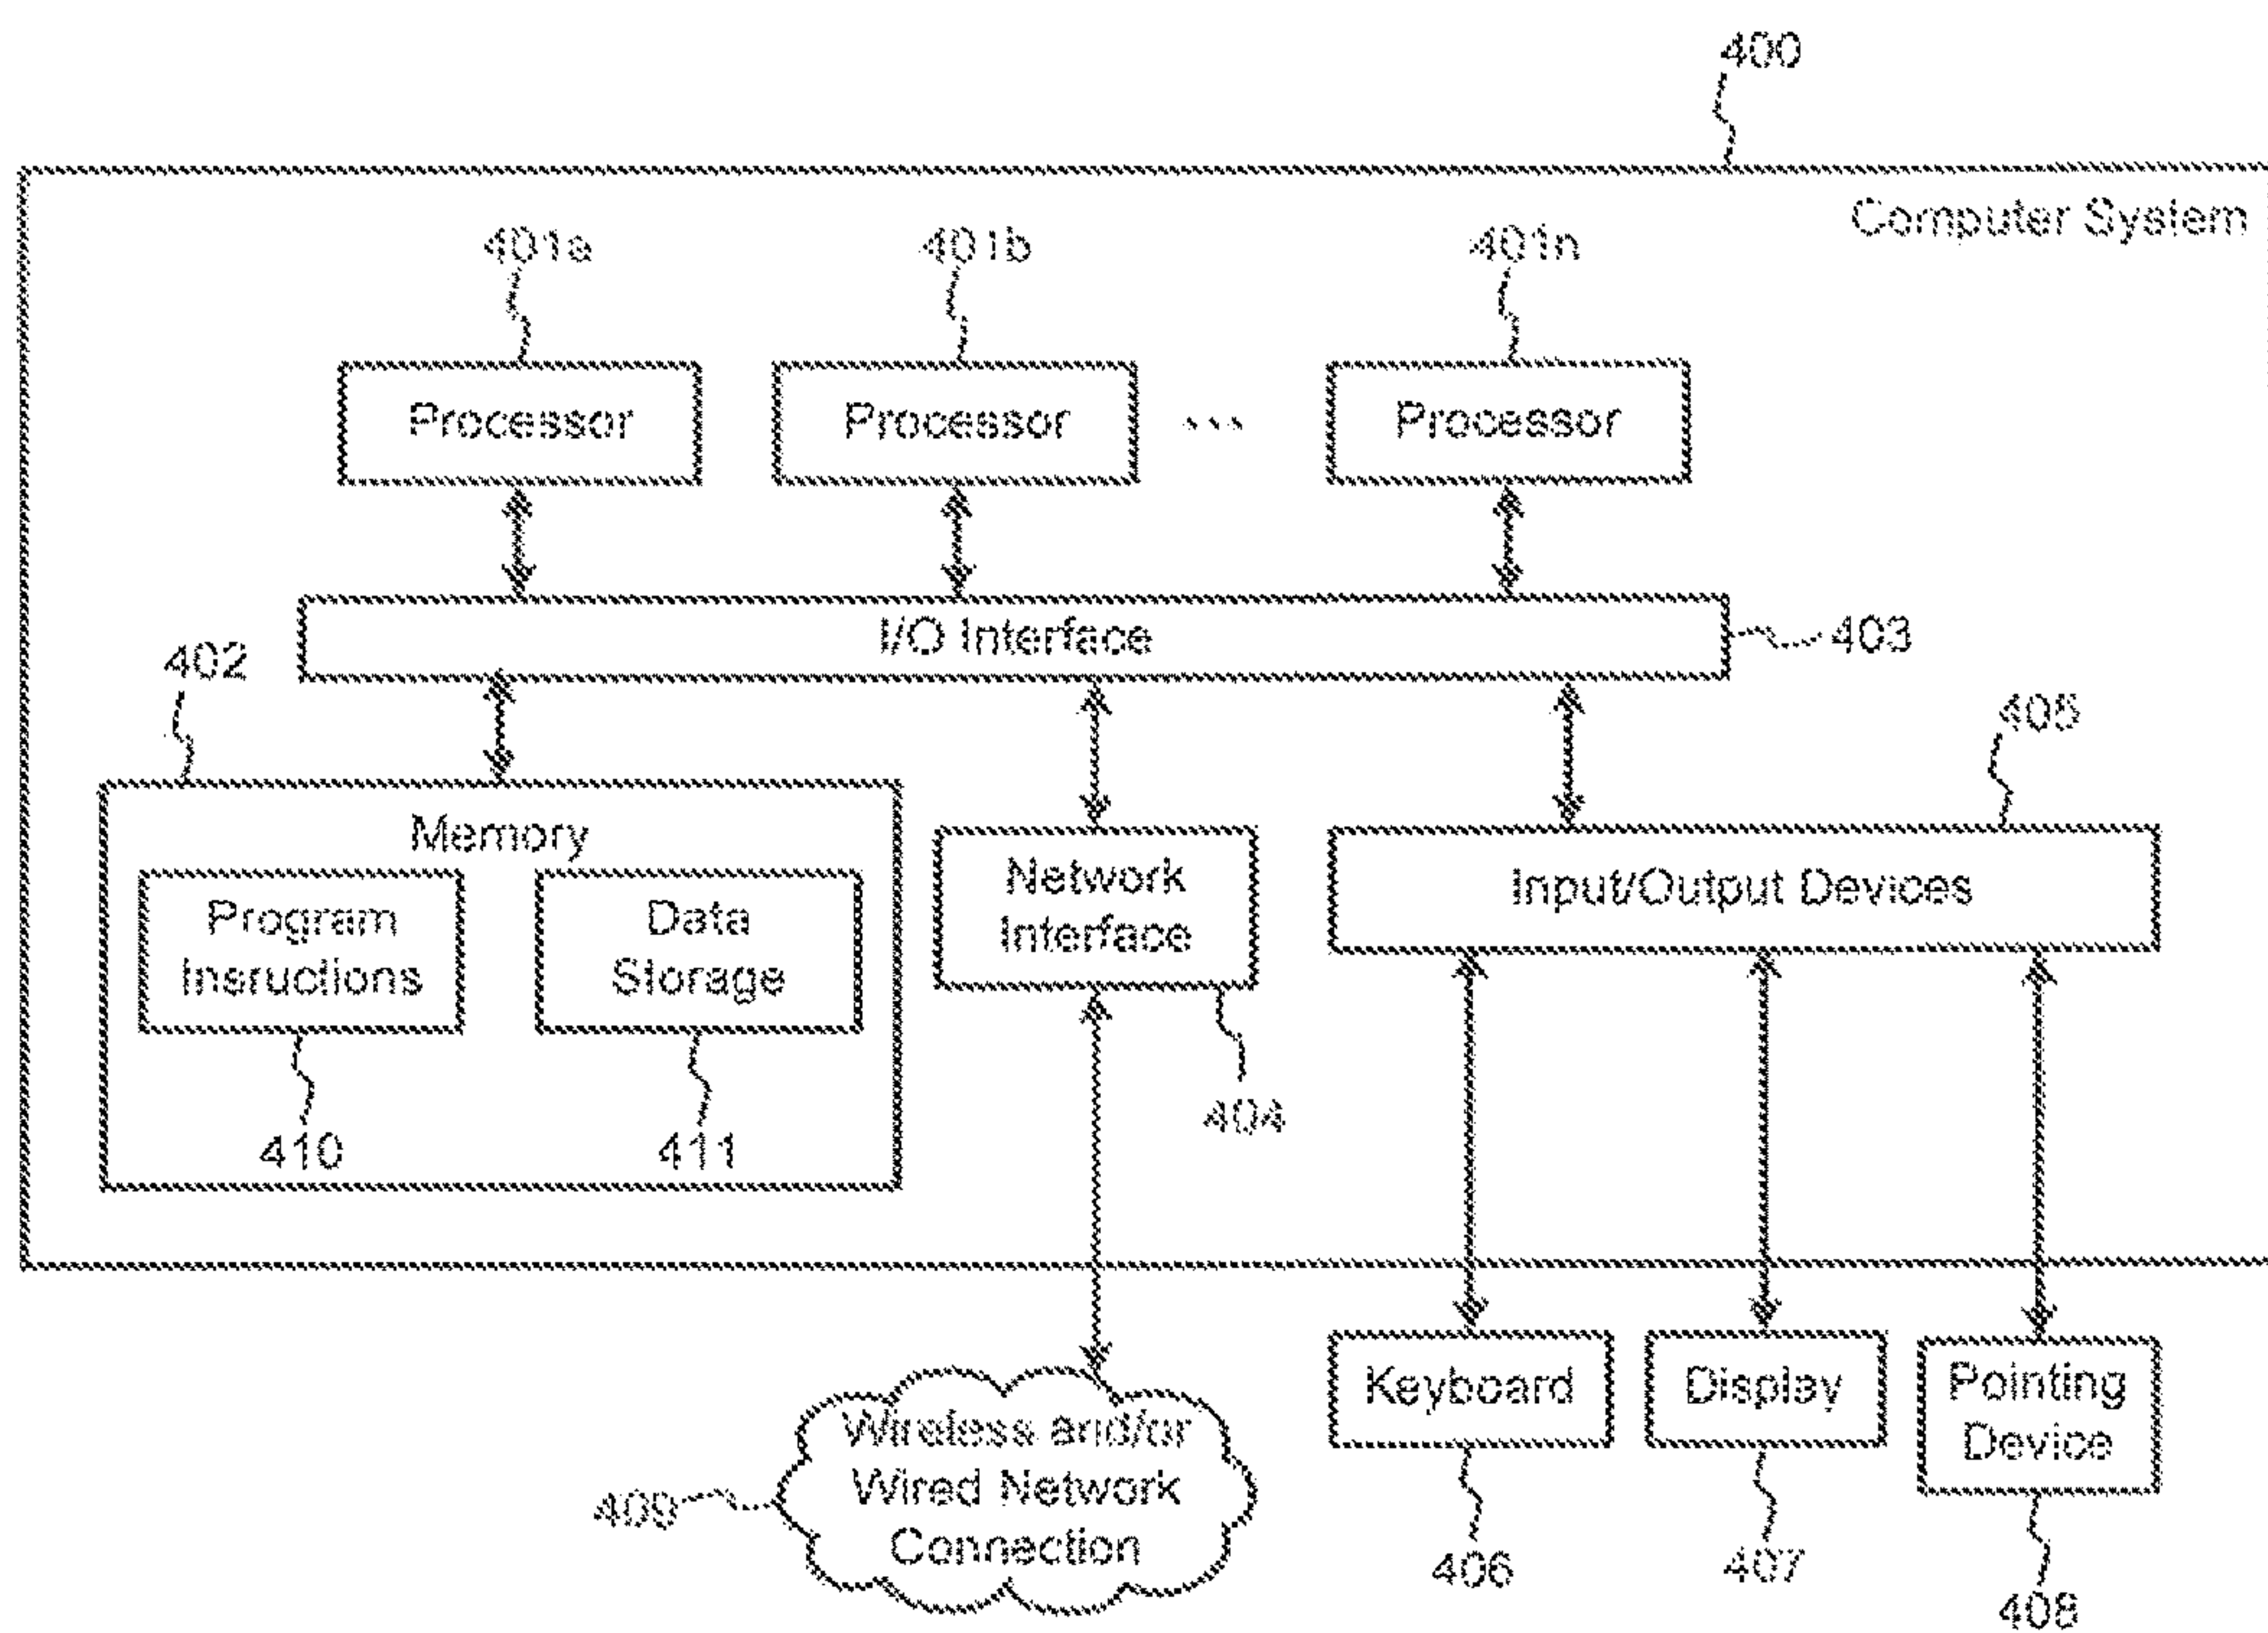 400
Computer System
401a
401b
401n
Processor
Processor
...
Processor
I/O Interface
403
402
405
Memory
Program
Insructions
Data
Storage
Network
Interface
Input/Output Devices
404
410
411
Wireless and/or
Wired Network
Connection
409
Keyboard
Display
Pointing
Device
406
407
408